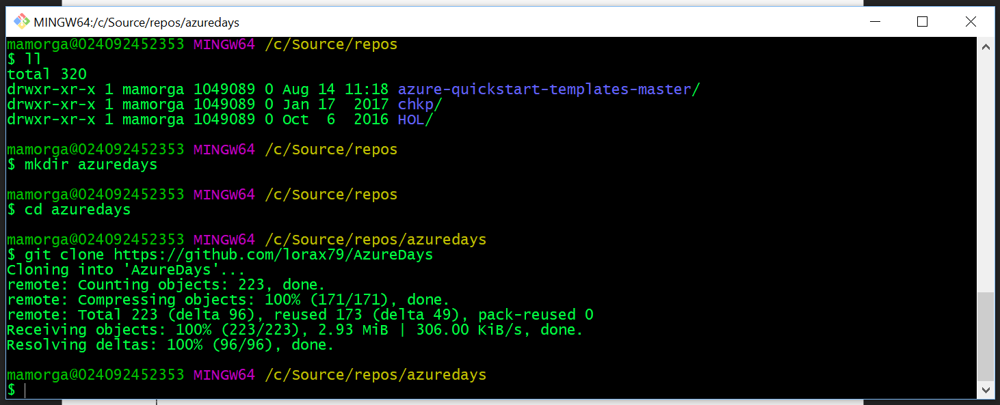 MINGW64:/c/Source/repos/azuredays
mamorga@024092452353 MINGW64 /c/Source/repos
$ ll
total 320
drwxr-xr-x 1 mamorga 1049089 0 Aug 14 11:18 azure-quickstart-templates-master/
drwxr-xr-x 1 mamorga 1049089 0 Jan 17  2017 chkp/
drwxr-xr-x 1 mamorga 1049089 0 Oct  6  2016 HOL/
mamorga@024092452353 MINGW64 /c/Source/repos
$ mkdir azuredays
mamorga@024092452353 MINGW64 /c/Source/repos
$ cd azuredays
mamorga@024092452353 MINGW64 /c/Source/repos/azuredays
$ git clone https://github.com/lorax79/AzureDays
Cloning into 'AzureDays'...
remote: Counting objects: 223, done.
remote: Compressing objects: 100% (171/171), done.
remote: Total 223 (delta 96), reused 173 (delta 49), pack-reused 0
Receiving objects: 100% (223/223), 2.93 MiB | 306.00 KiB/s, done.
Resolving deltas: 100% (96/96), done.
mamorga@024092452353 MINGW64 /c/Source/repos/azuredays
$